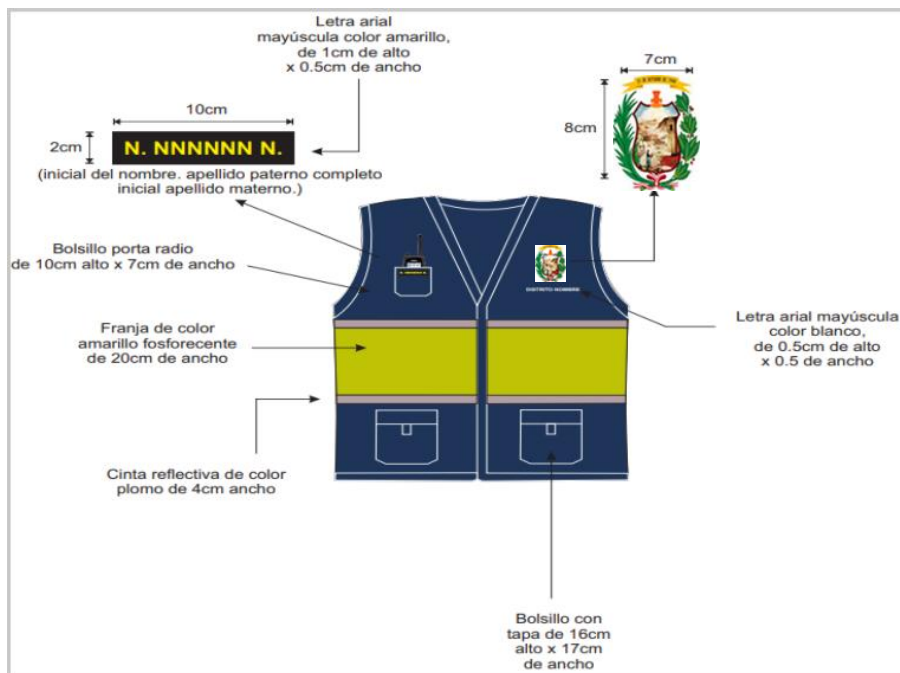 Letra arial
mayúscula color amarillo,
de 1cm de alto
x 0.5cm de ancho
7cm
10cm
8cm
2cm
N. NNNNNN N.
(inicial del nombre. apellido paterno completo
inicial apellido materno.)
Bolsillo porta radio
de 10cm alto x 7cm de ancho
DISTRITO NOMBRE
Letra arial mayúscula
color blanco,
de 0.5cm de alto
x 0.5 de ancho
Franja de color
amarillo fosforecente
de 20cm de ancho
Cinta reflectiva de color
plomo de 4cm ancho
Bolsillo con
tapa de 16cm
alto x 17cm
de ancho